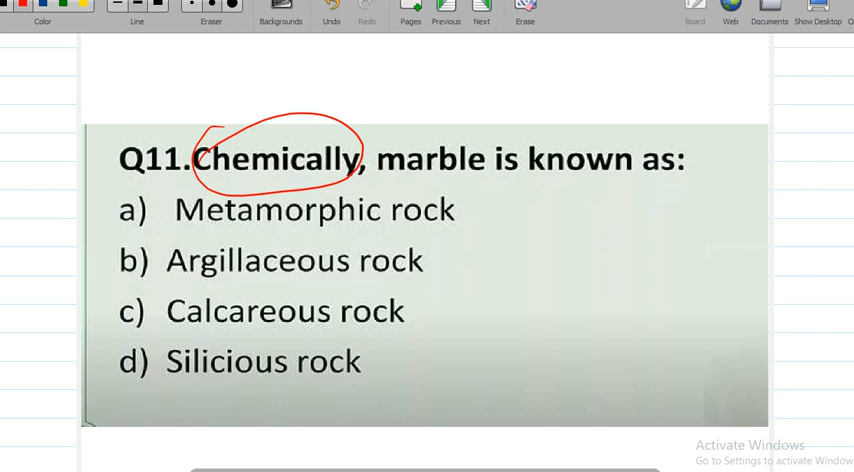 Color
Line
Eraser
Backgrounds
Undo
Redo
Pages
Previous
Next
Erase
Board
Web
Documents
Show Desktop
Q11.Chemically, marble is known as:
a) Metamorphic rock
b) Argillaceous rock
c) Calcareous rock
d) Silicious rock
Activate Windows
Go to Settings to activate Window